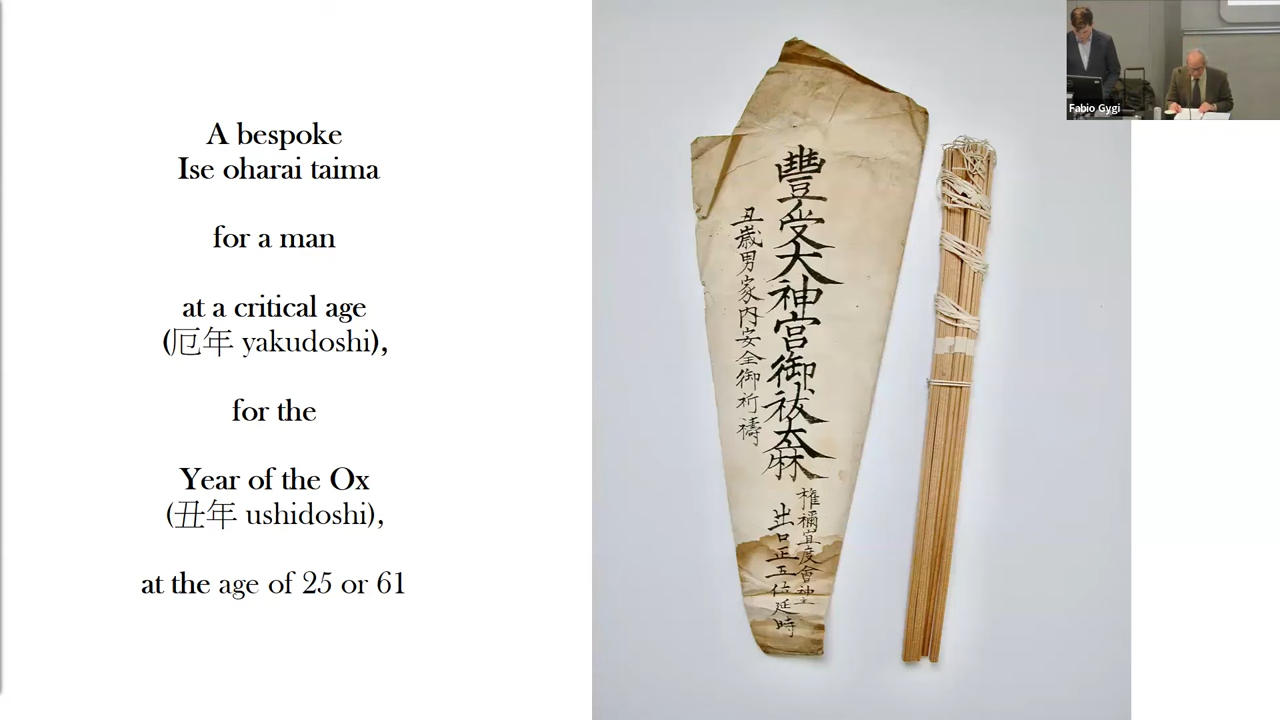 A bespoke
Ise oharai taima
for a man
at a critical age
(厄年 yakudoshi),
for the
Year of the Ox
(丑年 ushidoshi),
at the age of 25 or 61
豐受大神宮御祓大麻
丑歳男家内安全御祈禱
権禰宜度會神主
出口正五位延時
Fabio Gygi